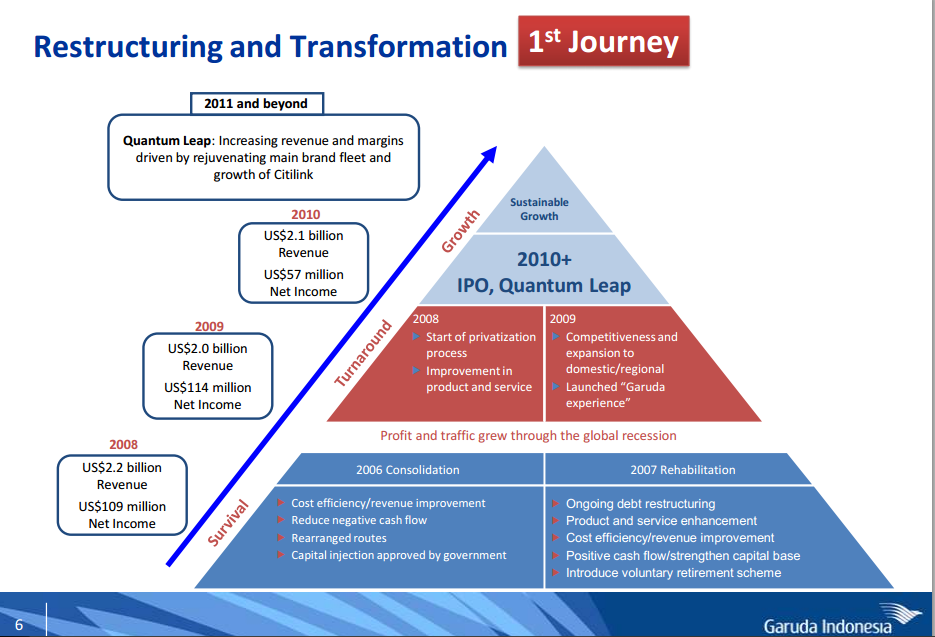 Restructuring and Transformation
1st Journey
2011 and beyond
Quantum Leap: Increasing revenue and margins
driven by rejuvenating main brand fleet and
growth of Citilink
2010
US$2.1 billion
Revenue
US$57 million
Net Income
2009
US$2.0 billion
Revenue
US$114 million
Net Income
2008
US$2.2 billion
Revenue
US$109 million
Net Income
Growth
Turnaround
Survival
Sustainable
Growth
2010+
IPO, Quantum Leap
2008
Start of privatization
process
Improvement in
product and service
2009
Competitiveness and
expansion to
domestic/regional
Launched “Garuda
experience”
Profit and traffic grew through the global recession
2006 Consolidation
Cost efficiency/revenue improvement
Reduce negative cash flow
Rearranged routes
Capital injection approved by government
2007 Rehabilitation
Ongoing debt restructuring
Product and service enhancement
Cost efficiency/revenue improvement
Positive cash flow/strengthen capital base
Introduce voluntary retirement scheme
6
Garuda Indonesia